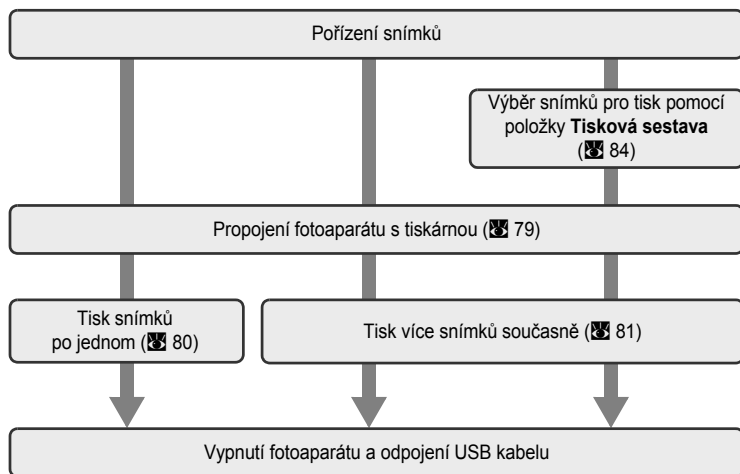 Pořízení snímků
Výběr snímků pro tisk pomocí
položky Tisková sestava
( 84)
Propojení fotoaparátu s tiskárnou ( 79)
Tisk snímků
po jednom ( 80)
Tisk více snímků současně ( 81)
Vypnutí fotoaparátu a odpojení USB kabelu